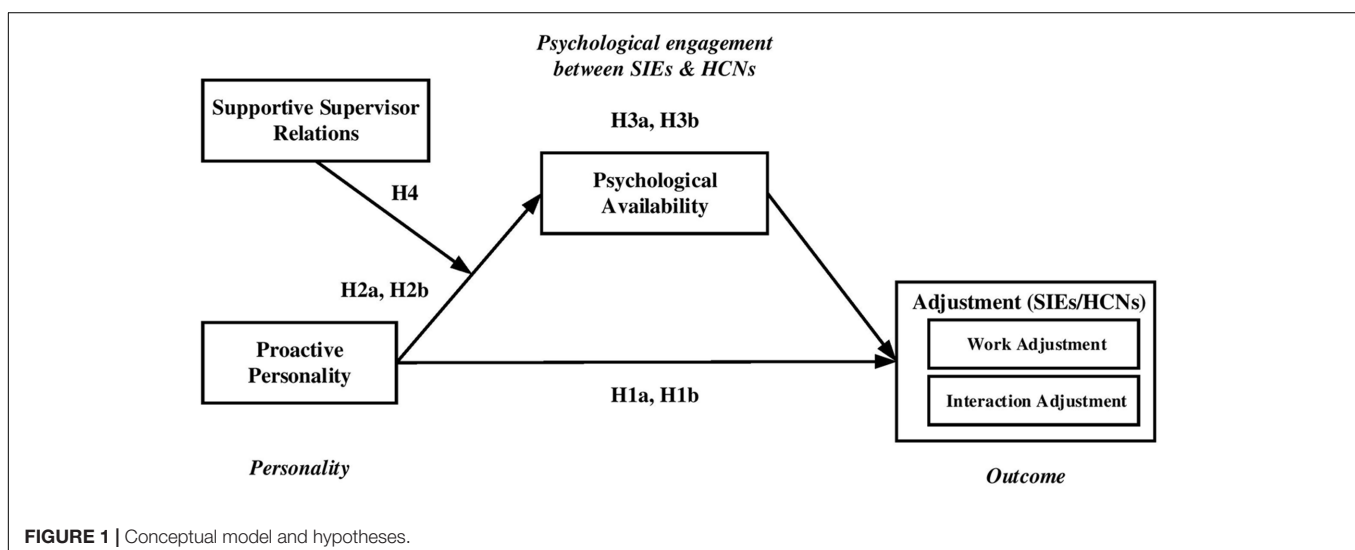 Psychological engagement
between SIEs & HCNs
Supportive Supervisor
Relations
H3a, H3b
Psychological
Availability
H4
H2a, H2b
Proactive
Personality
H1a, H1b
Adjustment (SIEs/HCNs)
Work Adjustment
Interaction Adjustment
Personality
Outcome
FIGURE 1 | Conceptual model and hypotheses.